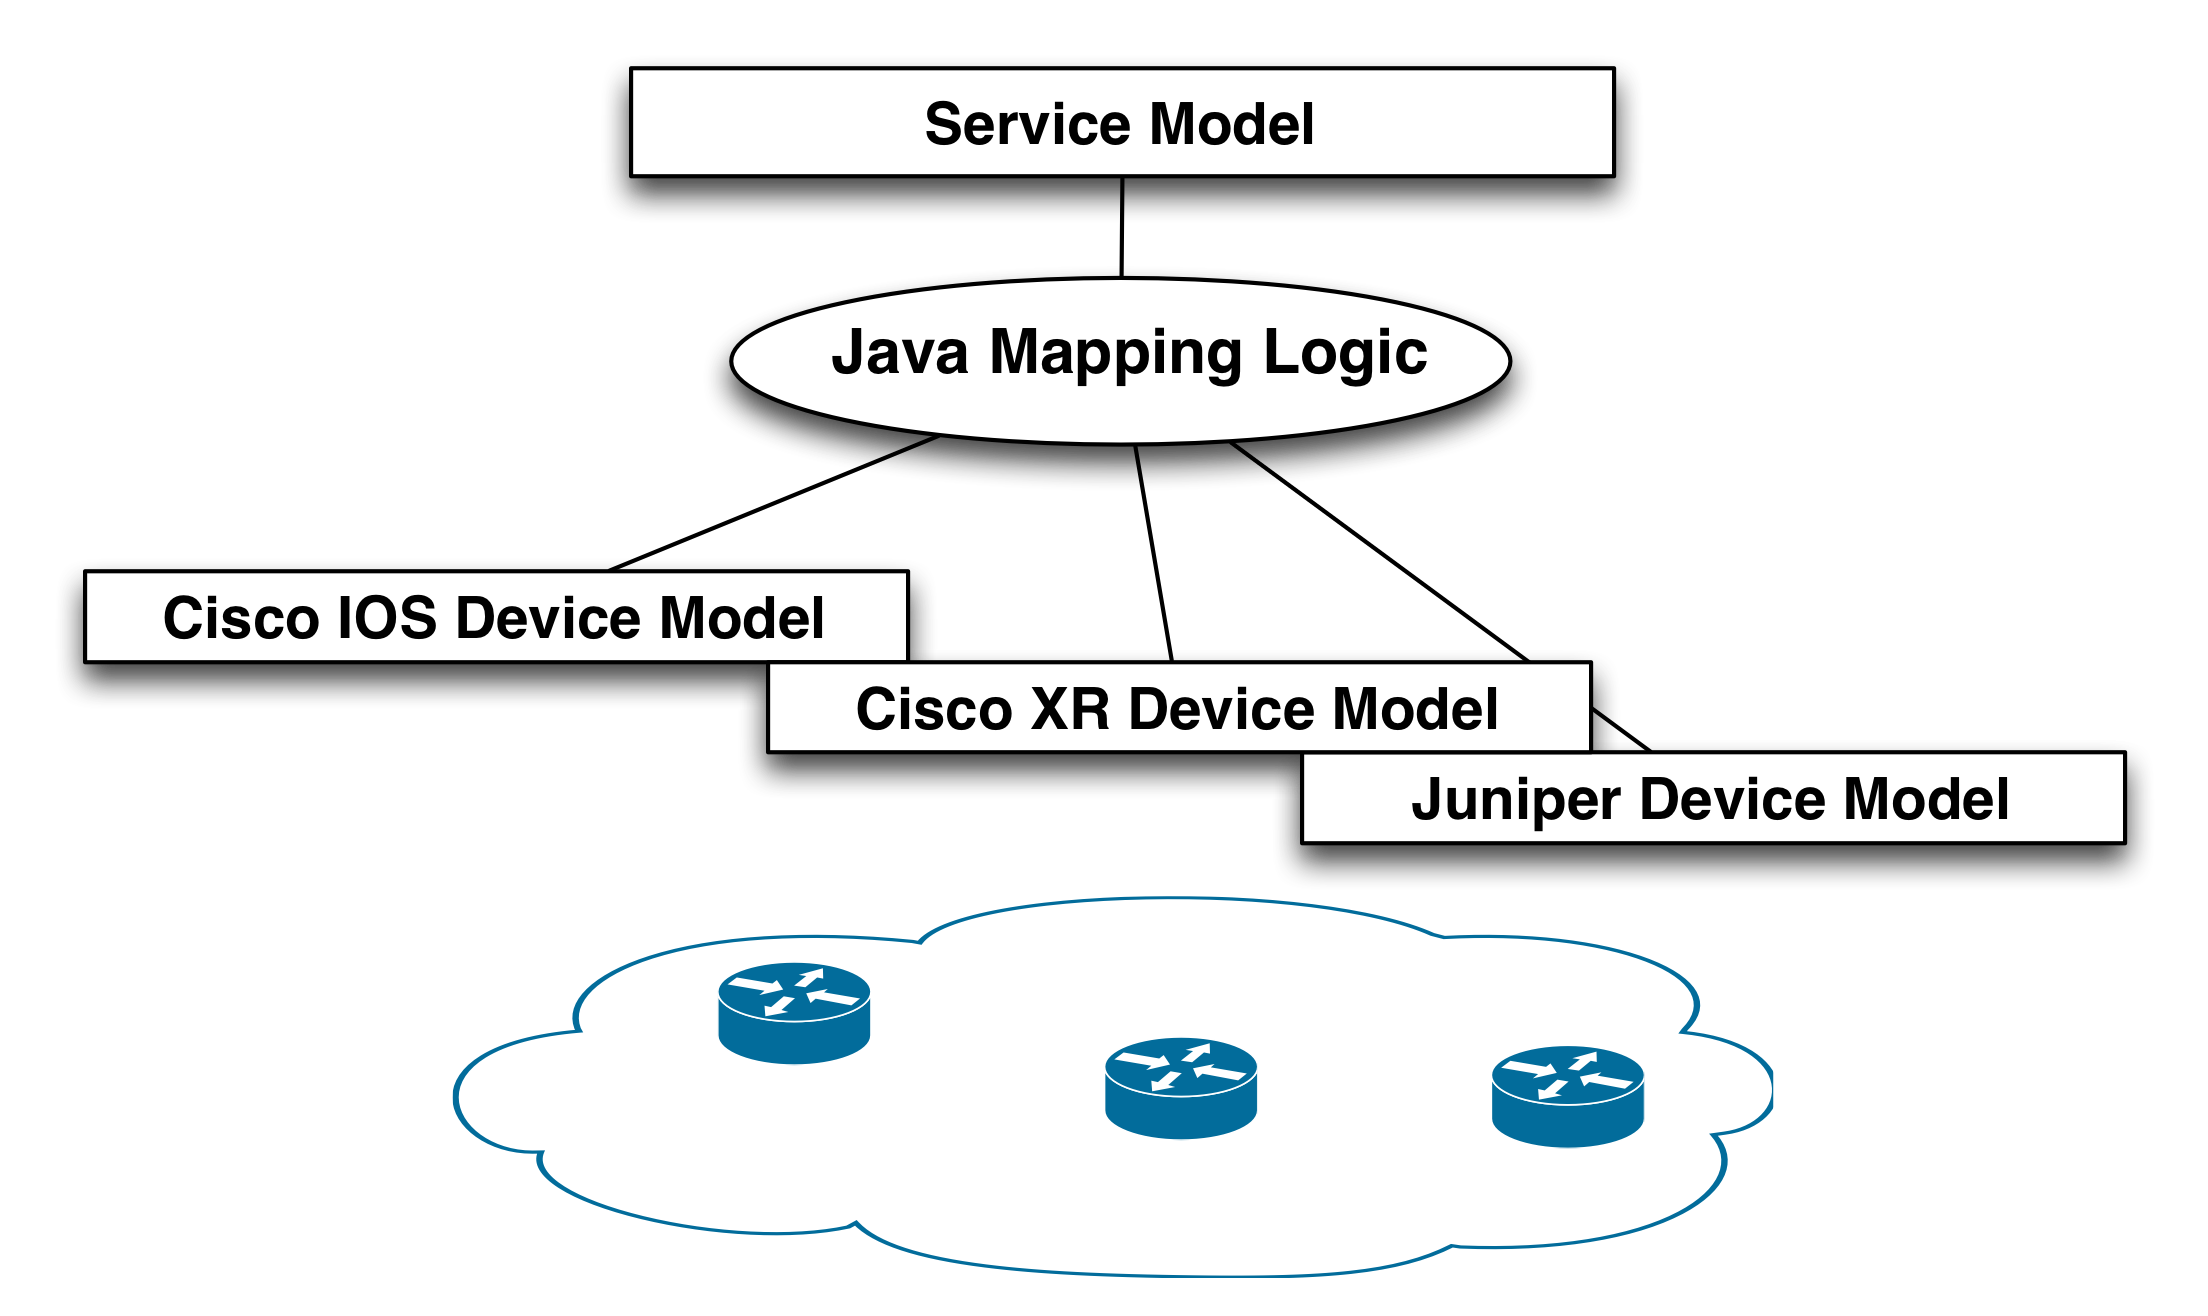 Service Model
Java Mapping Logic
Cisco IOS Device Model
Cisco XR Device Model
Juniper Device Model